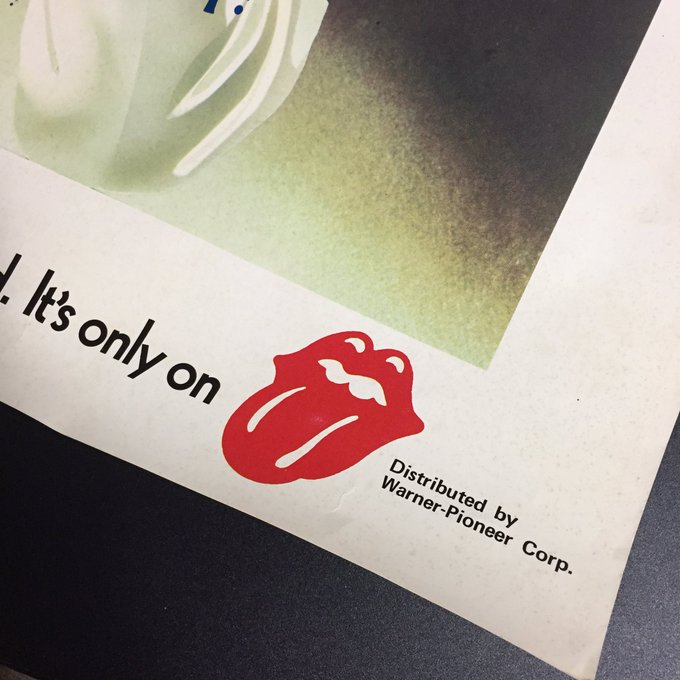 It's only on
Distributed by
Warner-Pioneer Corp.